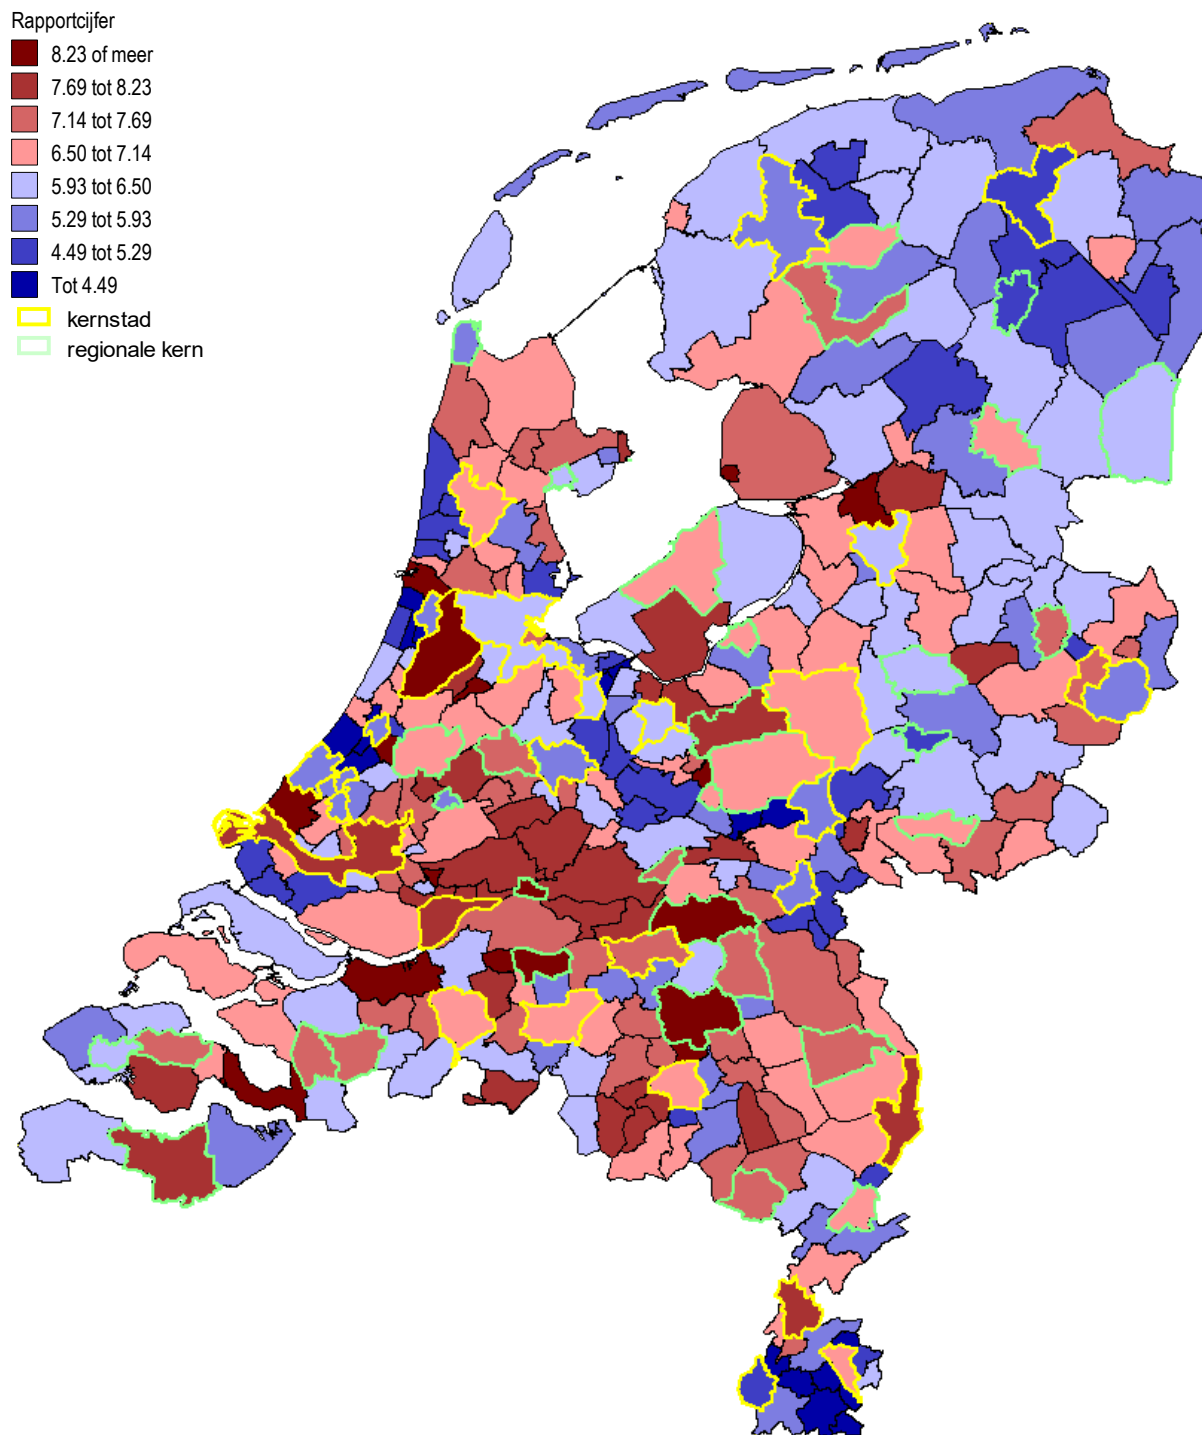 Rapportcijfer
8.23 of meer
7.69 tot 8.23
7.14 tot 7.69
6.50 tot 7.14
5.93 tot 6.50
5.29 tot 5.93
4.49 tot 5.29
Tot 4.49
kernstad
regionale kern